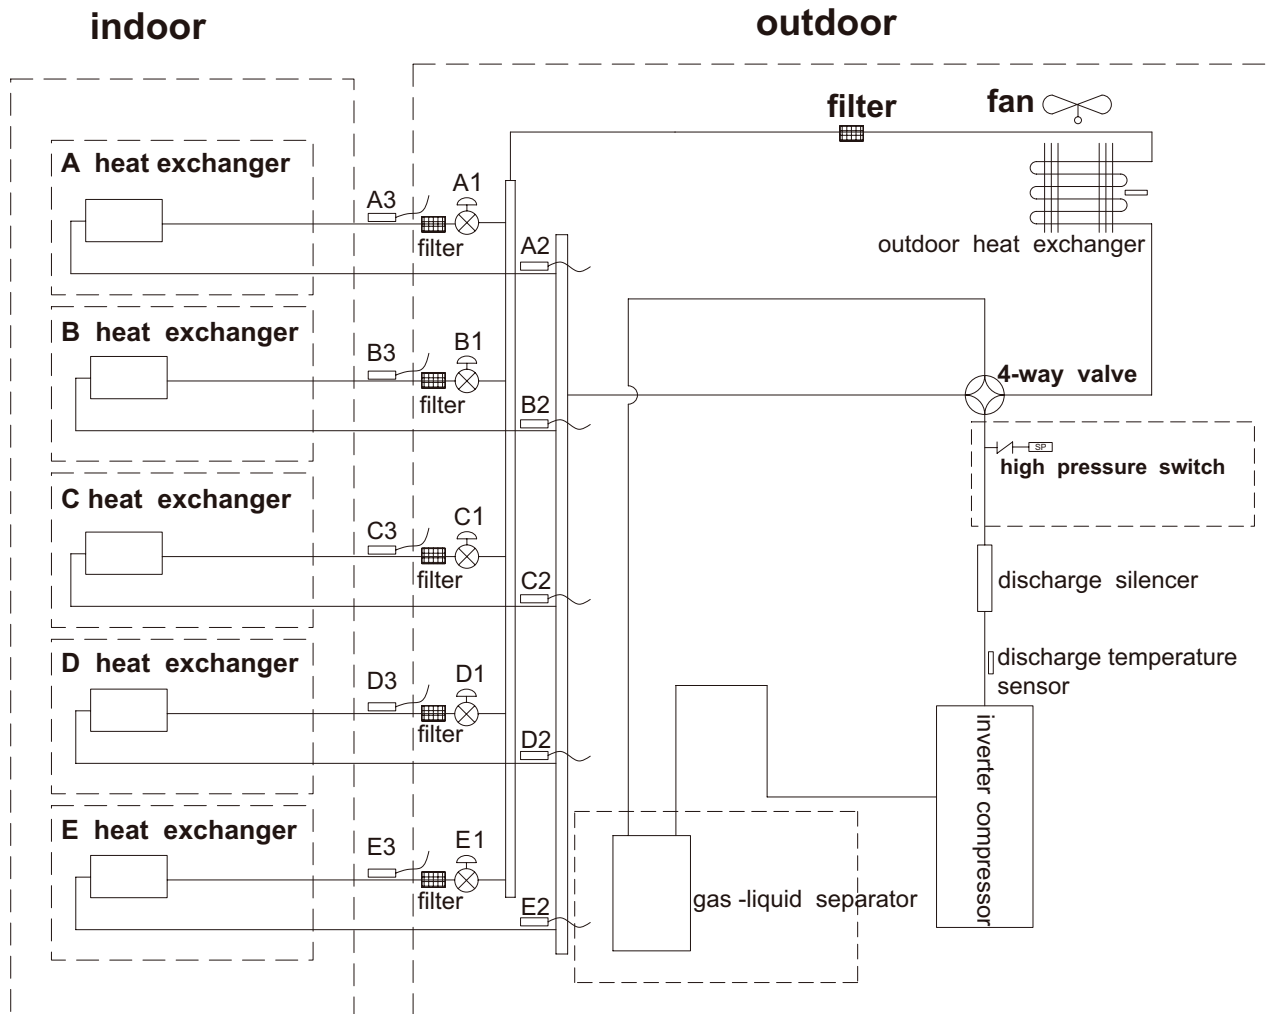 indoor
outdoor
filter
fan
A heat exchanger
A3
A1
filter
A2
outdoor heat exchanger
B heat exchanger
B3
B1
filter
B2
4-way valve
SP
high pressure switch
C heat exchanger
C3
C1
filter
C2
discharge silencer
D heat exchanger
D3
D1
filter
D2
discharge temperature
sensor
inverter compressor
E heat exchanger
E3
E1
filter
E2
gas -liquid separator